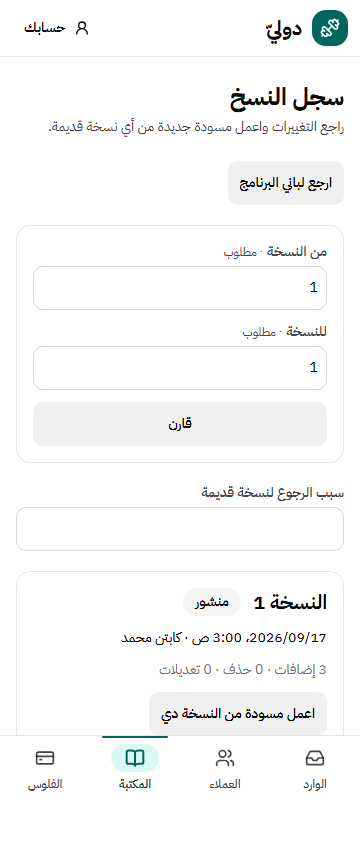 دوليّ
حسابك
سجل النسخ
راجع التغييرات واعمل مسودة جديدة من أي نسخة قديمة.
ارجع لباني البرنامج
من النسخة · مطلوب
1
للنسخة · مطلوب
1
قارن
سبب الرجوع لنسخة قديمة
النسخة 1
منشور
2026/09/17، 3:00 ص · كابتن محمد
3 إضافات · 0 حذف · 0 تعديلات
اعمل مسودة من النسخة دي
الوارد
العملاء
المكتبة
الفلوس